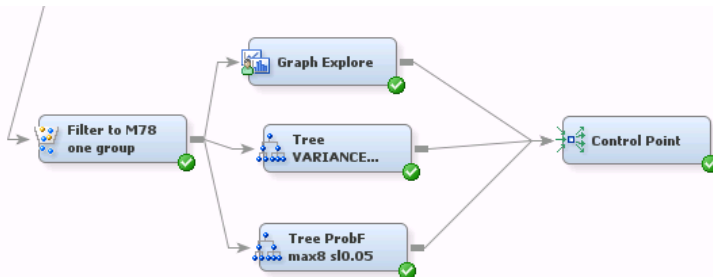 Graph Explore
Filter to M78
one group
Tree
VARIANCE...
Control Point
Tree ProbF
max8 sl0.05